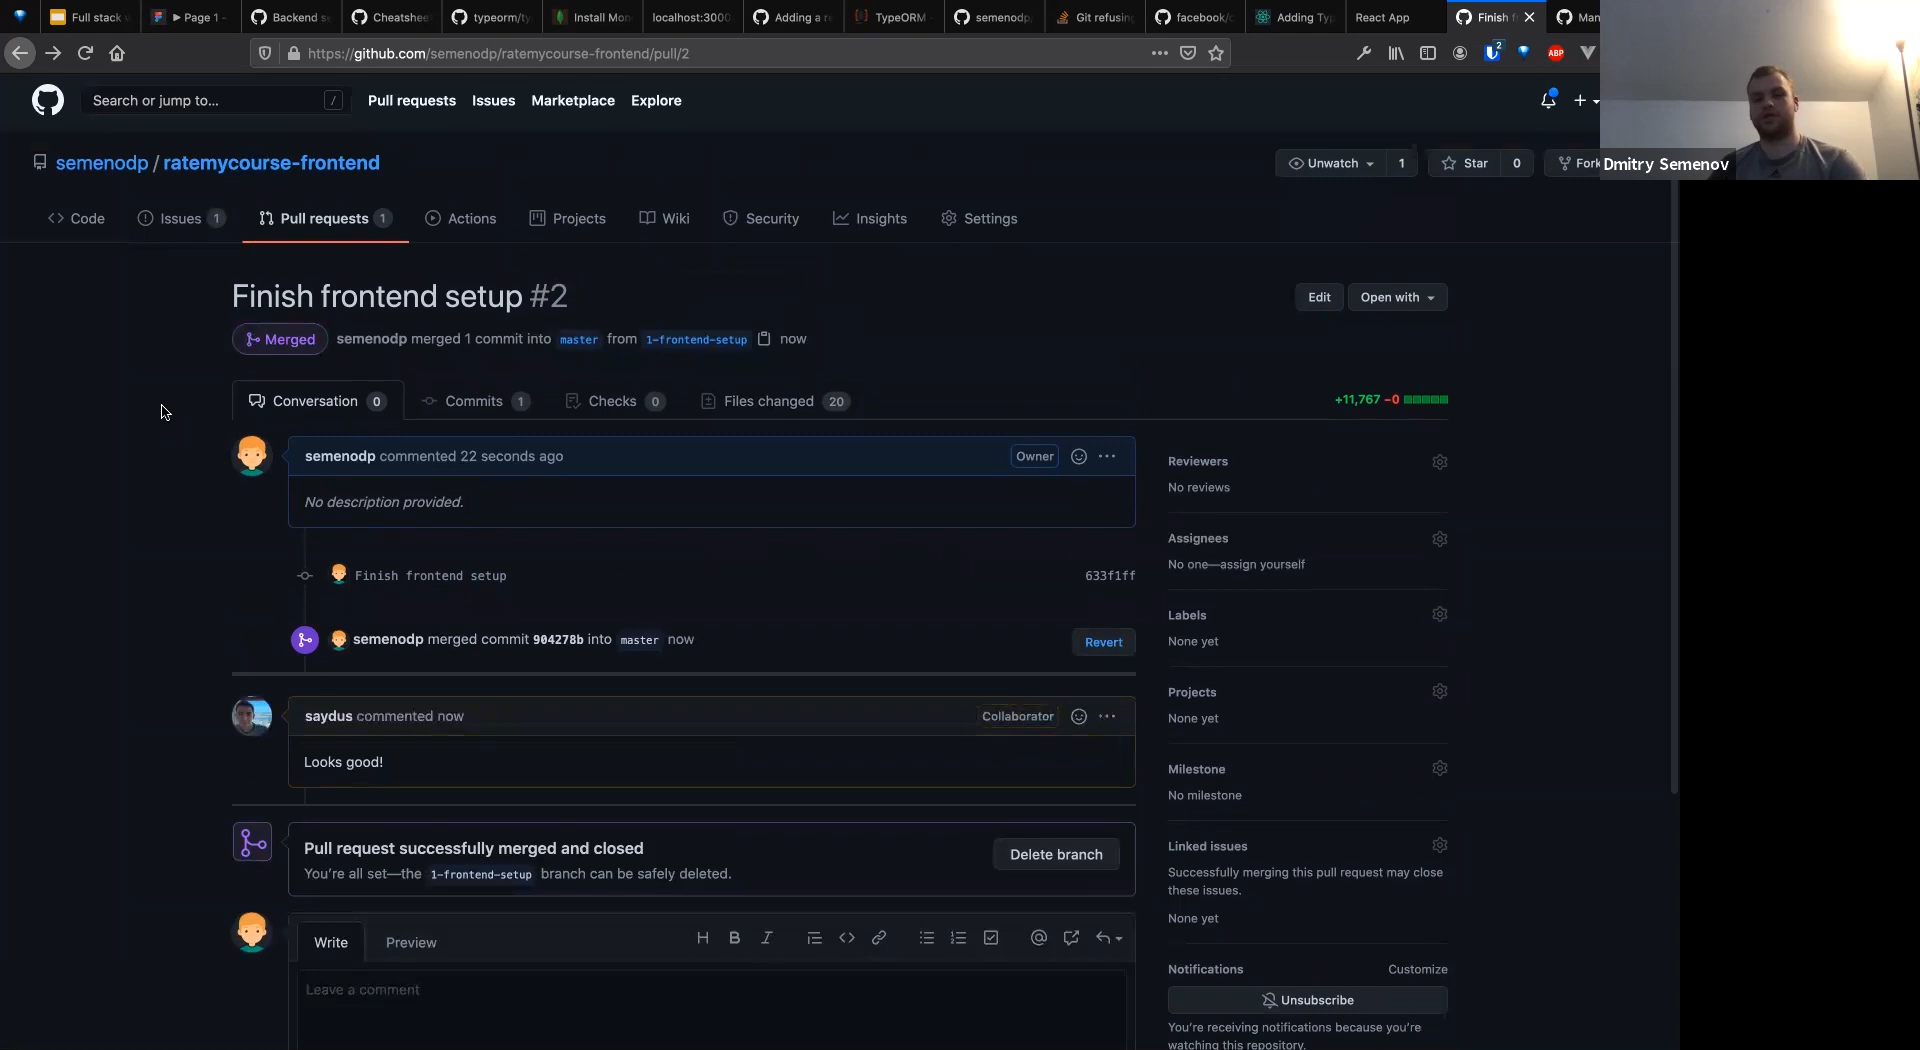 Full stack
▶ Page 1 -
Backend se
Cheatshee
typeorm/ty
Install Mon
localhost:3000
Adding a re
TypeORM
semenodp
Git refusing
facebook/c
Adding Typ
React App
Finish f
Man
https://github.com/semenodp/ratemycourse-frontend/pull/2
2
ABP
Search or jump to...
/
Pull requests
Issues
Marketplace
Explore
Dmitry Semenov
semenodp / ratemycourse-frontend
Unwatch 1
Star 0
Fork
Code
Issues 1
Pull requests 1
Actions
Projects
Wiki
Security
Insights
Settings
Finish frontend setup #2
Edit
Open with
Merged
semenodp merged 1 commit into master from 1-frontend-setup now
Conversation 0
Commits 1
Checks 0
Files changed 20
+11,767 −0
semenodp commented 22 seconds ago
Owner
No description provided.
Finish frontend setup
633f1ff
semenodp merged commit 904278b into master now
Revert
saydus commented now
Collaborator
Looks good!
Pull request successfully merged and closed
You're all set—the 1-frontend-setup branch can be safely deleted.
Delete branch
Write
Preview
H B I
Leave a comment
Reviewers
No reviews
Assignees
No one—assign yourself
Labels
None yet
Projects
None yet
Milestone
No milestone
Linked issues
Successfully merging this pull request may close
these issues.
None yet
Notifications
Customize
Unsubscribe
You're receiving notifications because you're
watching this repository.